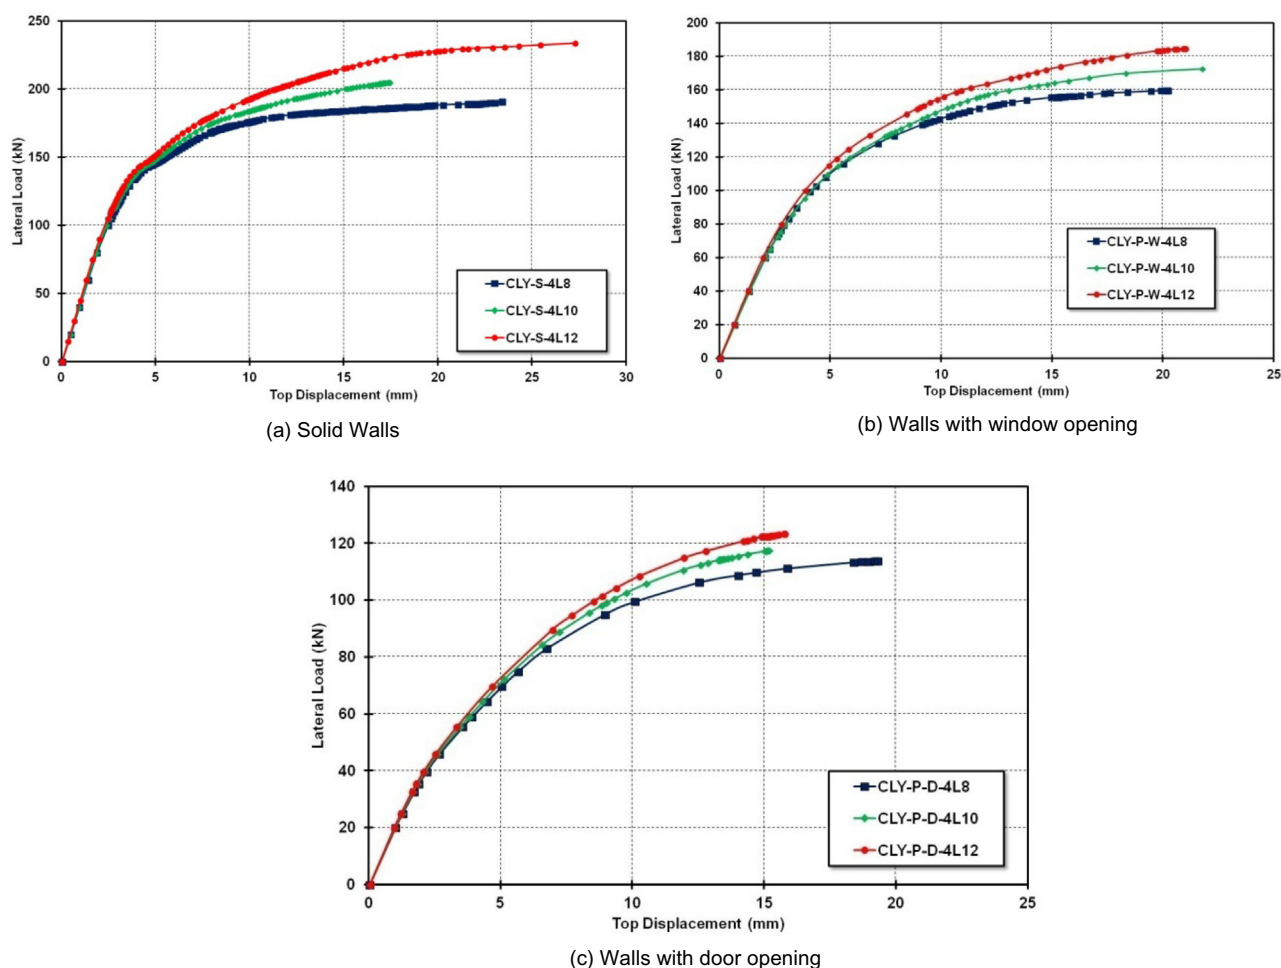 250
200
150
100
50
0
Lateral Load (kN)
CLY-S-4L8
CLY-S-4L10
CLY-S-4L12
0 5 10 15 20 25 30
Top Displacement (mm)
(a) Solid Walls
200
180
160
140
120
100
80
60
40
20
0
Lateral Load (kN)
CLY-P-W-4L8
CLY-P-W-4L10
CLY-P-W-4L12
0 5 10 15 20 25
Top Displacement (mm)
(b) Walls with window opening
140
120
100
80
60
40
20
0
Lateral Load (kN)
CLY-P-D-4L8
CLY-P-D-4L10
CLY-P-D-4L12
0 5 10 15 20 25
Top Displacement (mm)
(c) Walls with door opening